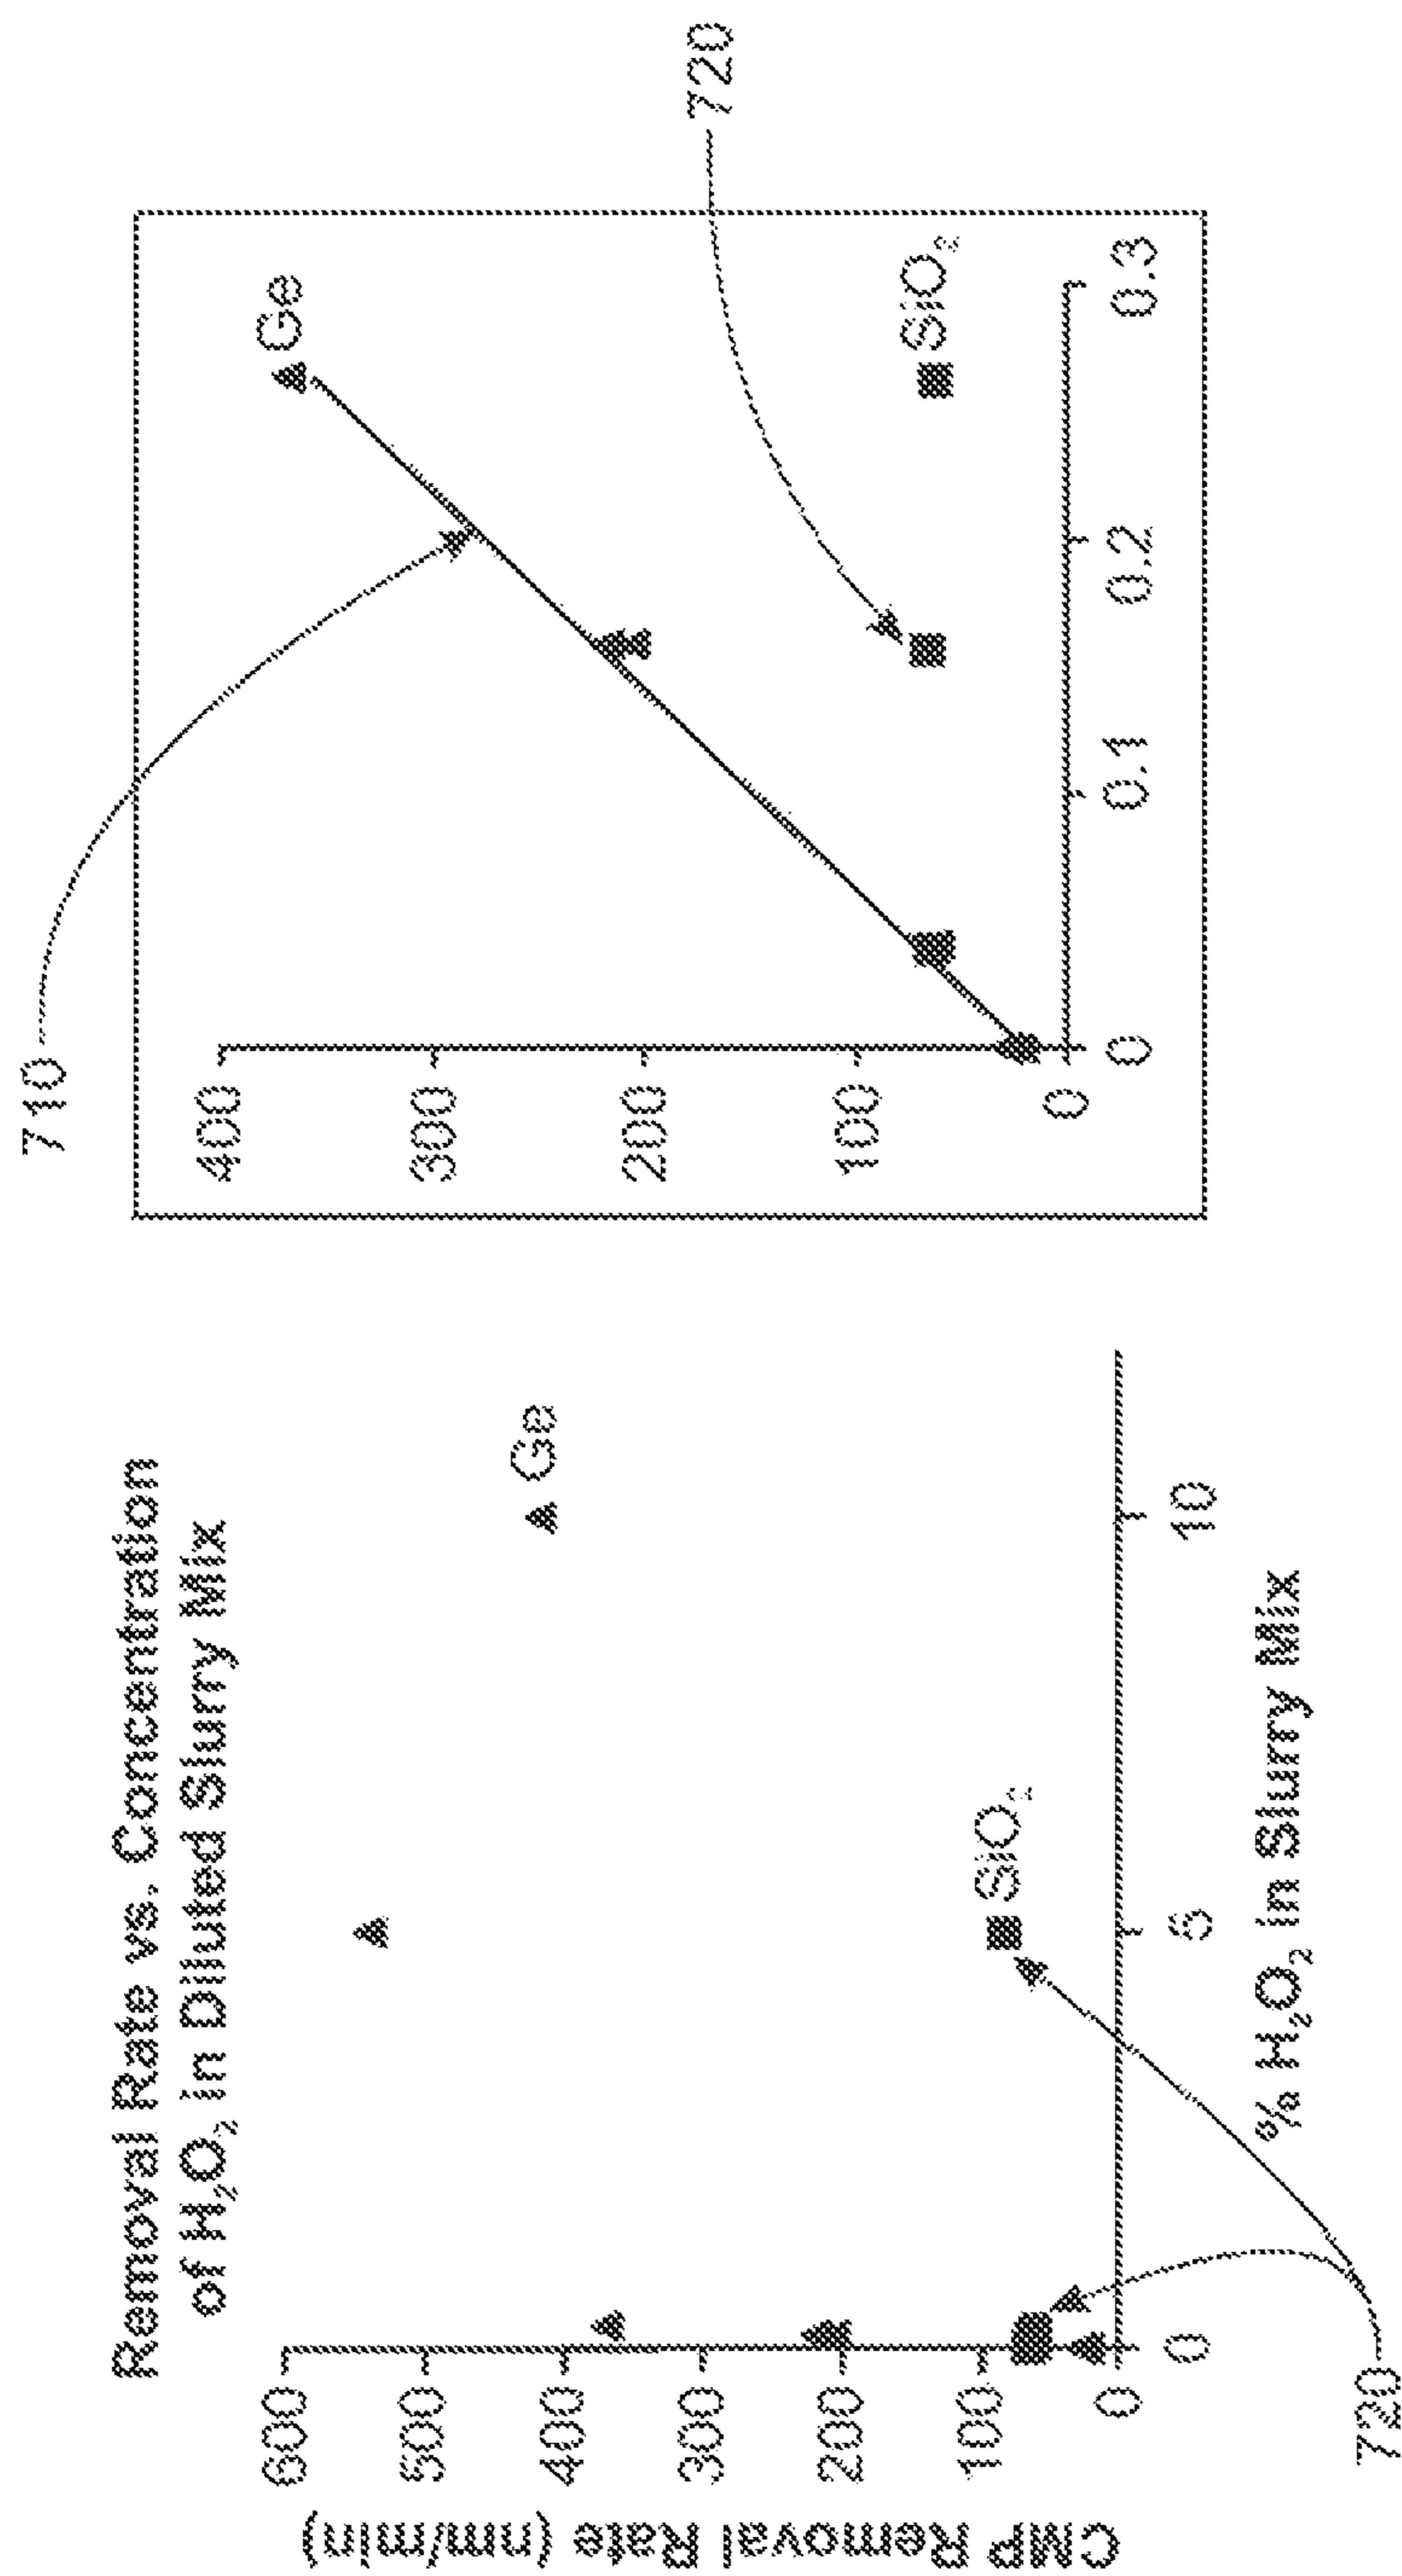 Removal Rate vs. Concentration
of H₂O₂ in Diluted Slurry Mix
CMP Removal Rate (nm/min)
600
500
400
300
200
100
0
Ge
SiO₂
0
5
10
% H₂O₂ in Slurry Mix
720
710
400
300
200
100
0
Ge
SiO₂
0
0.1
0.2
0.3
720